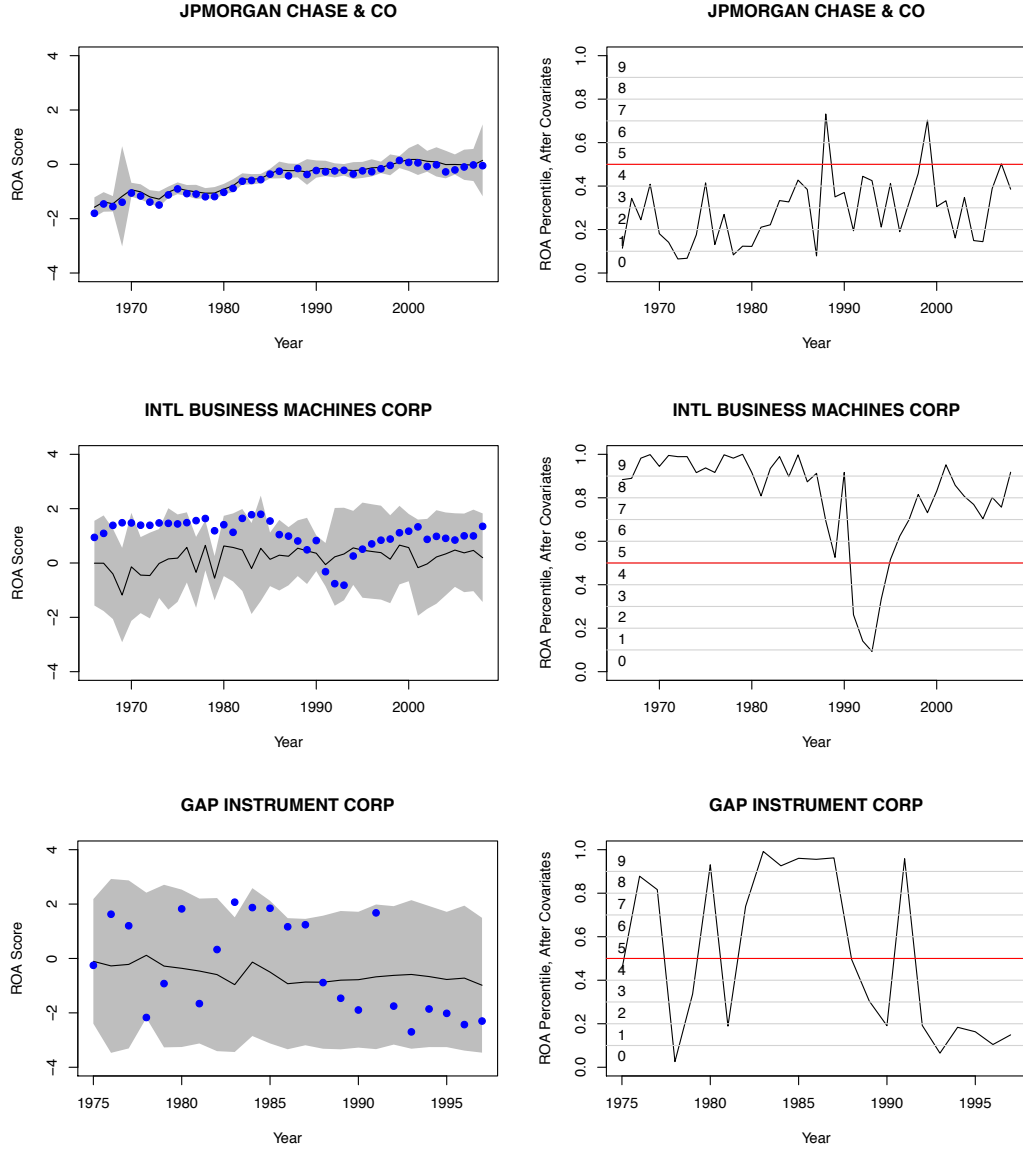 JPMORGAN CHASE & CO
ROA Score
4
2
0
−2
−4
1970 1980 1990 2000
Year
JPMORGAN CHASE & CO
ROA Percentile, After Covariates
1.0
0.8
0.6
0.4
0.2
0.0
9
8
7
6
5
4
3
2
1
0
1970 1980 1990 2000
Year
INTL BUSINESS MACHINES CORP
ROA Score
4
2
0
−2
−4
1970 1980 1990 2000
Year
INTL BUSINESS MACHINES CORP
ROA Percentile, After Covariates
1.0
0.8
0.6
0.4
0.2
0.0
9
8
7
6
5
4
3
2
1
0
1970 1980 1990 2000
Year
GAP INSTRUMENT CORP
ROA Score
4
2
0
−2
−4
1975 1980 1985 1990 1995
Year
GAP INSTRUMENT CORP
ROA Percentile, After Covariates
1.0
0.8
0.6
0.4
0.2
0.0
9
8
7
6
5
4
3
2
1
0
1975 1980 1985 1990 1995
Year